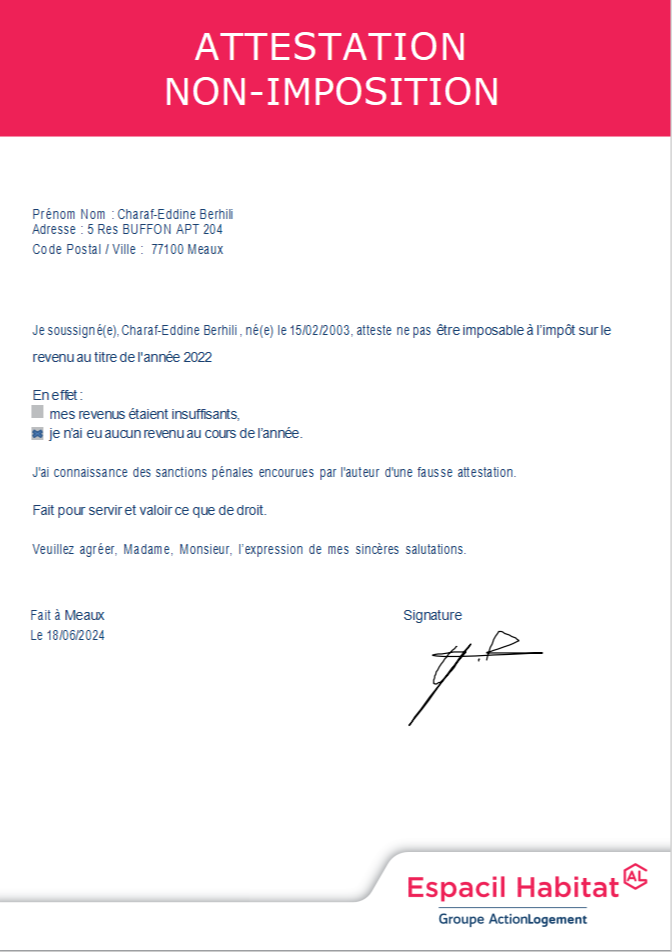 ATTESTATION
NON-IMPOSITION
Prénom Nom : Charaf-Eddine Berhili
Adresse : 5 Res BUFFON APT 204
Code Postal / Ville : 77100 Meaux
Je soussigné(e), Charaf-Eddine Berhili , né(e) le 15/02/2003, atteste ne pas être imposable à l'impôt sur le
revenu au titre de l'année 2022
En effet :
mes revenus étaient insuffisants,
je n'ai eu aucun revenu au cours de l'année.
J'ai connaissance des sanctions pénales encourues par l'auteur d'une fausse attestation.
Fait pour servir et valoir ce que de droit.
Veuillez agréer, Madame, Monsieur, l'expression de mes sincères salutations.
Fait à Meaux
Signature
Le 18/06/2024
Espacil Habitat AL
Groupe ActionLogement